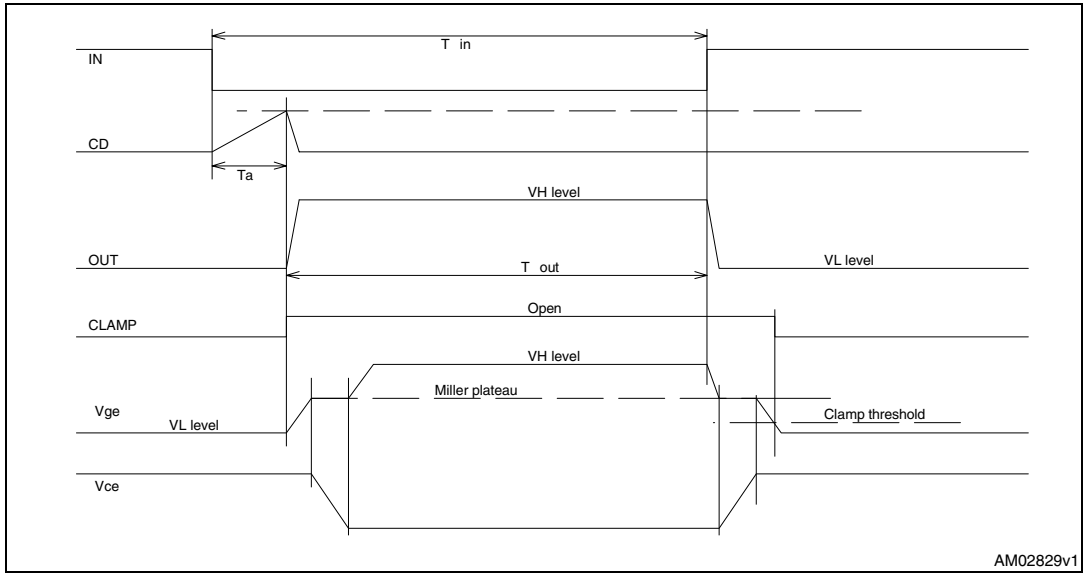 T in
IN
CD
Ta
VH level
OUT
T out
VL level
Open
CLAMP
VH level
Miller plateau
Vge
VL level
Clamp threshold
Vce
AM02829v1